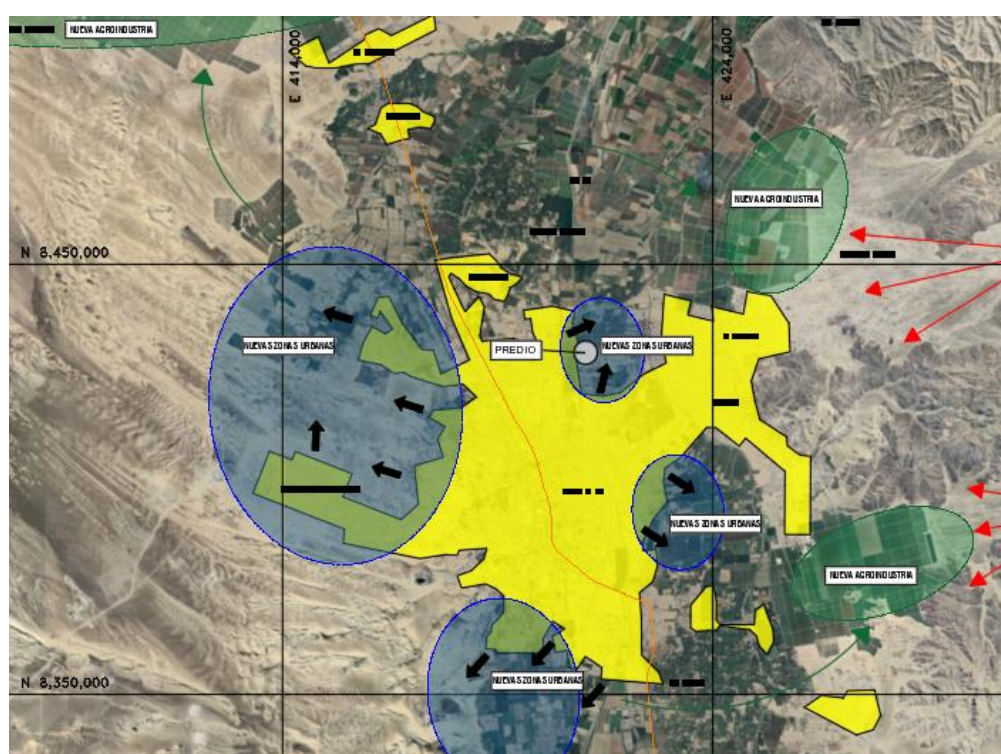 NUEVA AGROINDUSTRIA
E 414,000
E 424,000
NUEVA AGROINDUSTRIA
N 8,450,000
NUEVAS ZONAS URBANAS
PREDIO
NUEVAS ZONAS URBANAS
NUEVAS ZONAS URBANAS
NUEVA AGROINDUSTRIA
N 8,350,000
NUEVAS ZONAS URBANAS